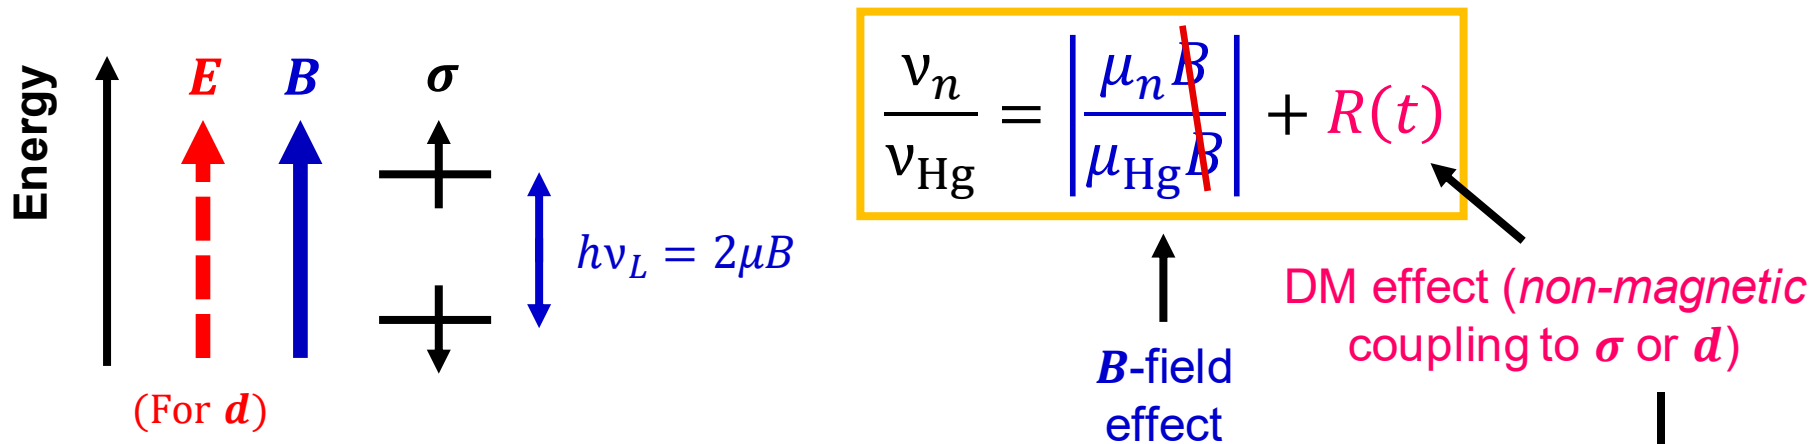 Energy
E B σ
hν_L = 2μB
(For d)
ν_n / ν_Hg = | μ_n B / μ_Hg B | + R(t)
B-field
effect
DM effect (non-magnetic
coupling to σ or d)